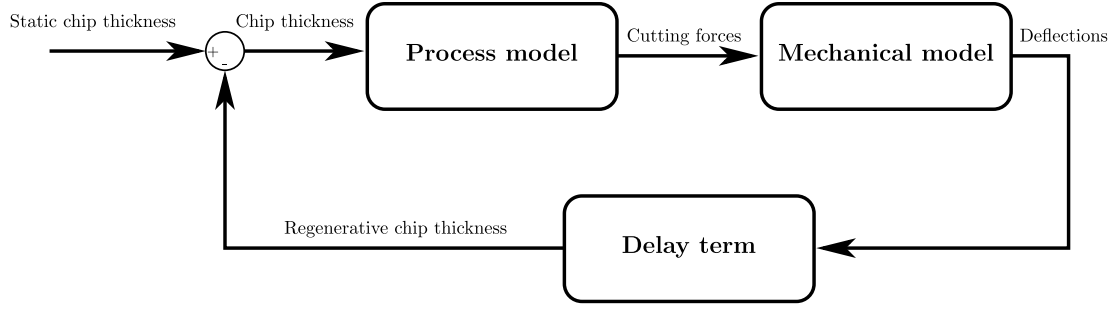 Static chip thickness
Chip thickness
Process model
Cutting forces
Mechanical model
Deflections
+
-
Regenerative chip thickness
Delay term